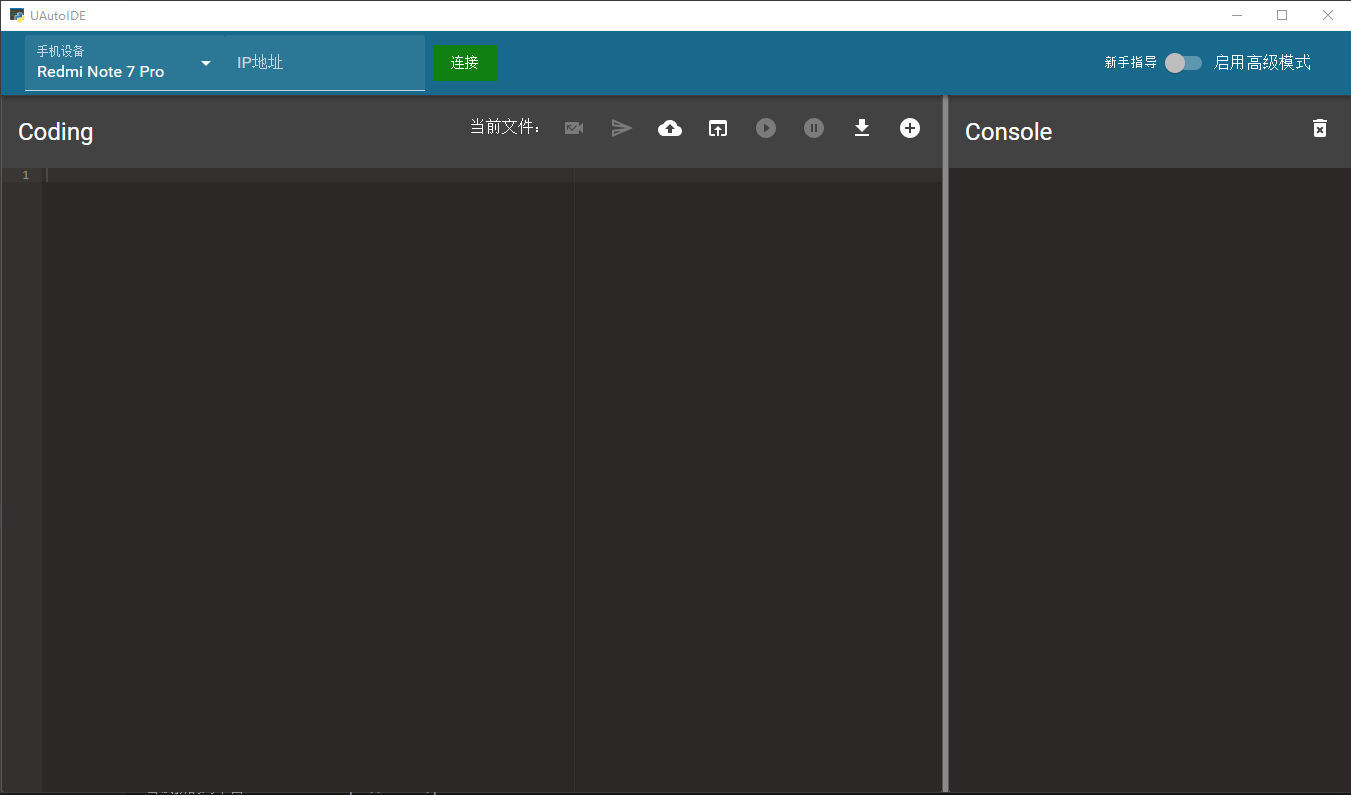 UAutoIDE
手机设备
Redmi Note 7 Pro
IP地址
连接
新手指导
启用高级模式
Coding
当前文件：
Console
1